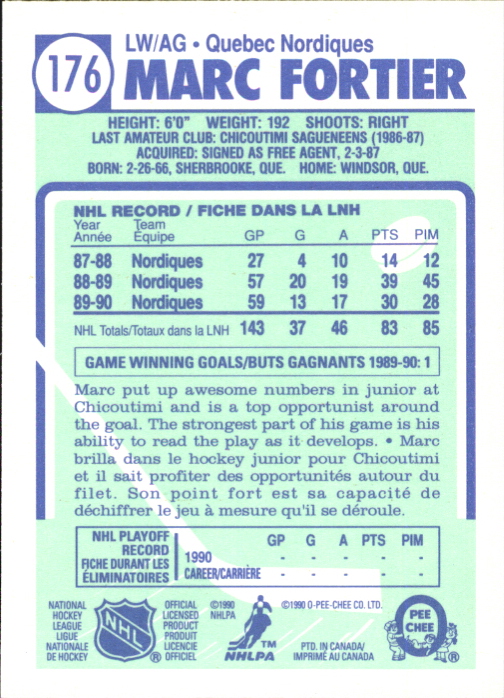 176
LW/AG • Quebec Nordiques
MARC FORTIER
HEIGHT: 6'0" WEIGHT: 192 SHOOTS: RIGHT
LAST AMATEUR CLUB: CHICOUTIMI SAGUENEENS (1986-87)
ACQUIRED: SIGNED AS FREE AGENT, 2-3-87
BORN: 2-26-66, SHERBROOKE, QUE. HOME: WINDSOR, QUE.
NHL RECORD / FICHE DANS LA LNH
Year Team
Année Équipe GP G A PTS PIM
87-88 Nordiques 27 4 10 14 12
88-89 Nordiques 57 20 19 39 45
89-90 Nordiques 59 13 17 30 28
NHL Totals/Totaux dans la LNH 143 37 46 83 85
GAME WINNING GOALS/BUTS GAGNANTS 1989-90: 1
Marc put up awesome numbers in junior at
Chicoutimi and is a top opportunist around
the goal. The strongest part of his game is his
ability to read the play as it develops. • Marc
brilla dans le hockey junior pour Chicoutimi
et il sait profiter des opportunités autour du
filet. Son point fort est sa capacité de
déchiffrer le jeu à mesure qu'il se déroule.
NHL PLAYOFF
RECORD
FICHE DURANT LES
ÉLIMINATOIRES
GP G A PTS PIM
1990 - - - - -
CAREER/CARRIÈRE - - - - -
NATIONAL
HOCKEY
LEAGUE
LIGUE
NATIONALE
DE HOCKEY
NHL
®
OFFICIAL
LICENSED
PRODUCT
PRODUIT
LICENCIÉ
OFFICIEL
©1990
NHLPA
TM
NHLPA
©1990 O-PEE-CHEE CO. LTD.
PTD. IN CANADA/
IMPRIMÉ AU CANADA
PEE
CHEE
®